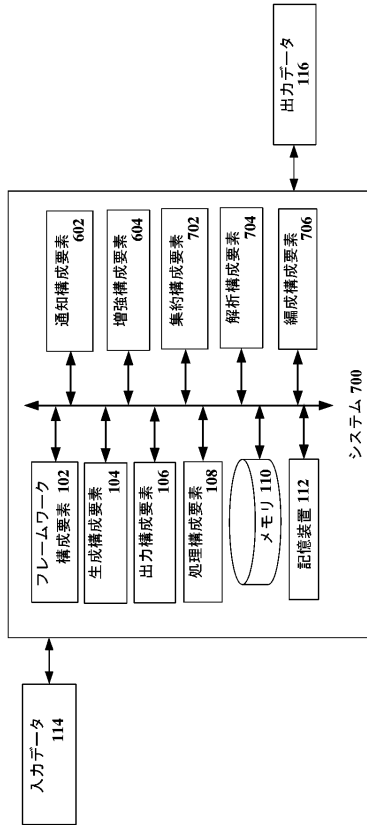 入力データ
114
フレームワーク
構成要素 102
生成構成要素
104
出力構成要素
106
処理構成要素
108
メモリ 110
記憶装置 112
通知構成要素
602
増強構成要素
604
集約構成要素
702
解析構成要素
704
編成構成要素
706
システム 700
出力データ
116